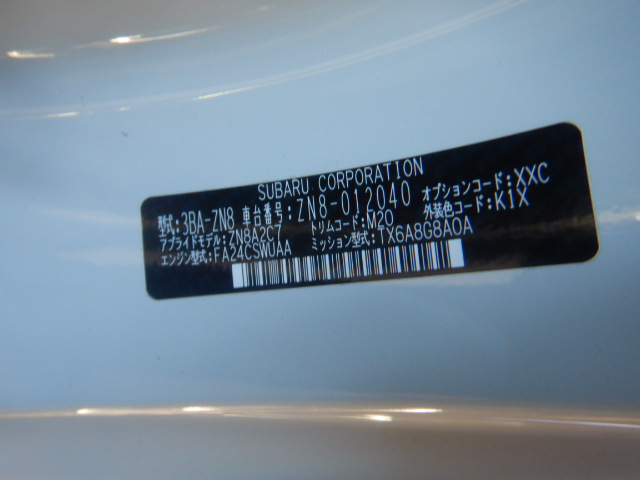 SUBARU CORPORATION
型式:3BA-ZN8 車台番号:ZN8-012040 オプションコード:XXC
アプライドモデル:ZN8A2C7 トリムコード:M20 外装色コード:K1X
エンジン型式:FA24CSWUAA ミッション型式:TX6A8G8AOA